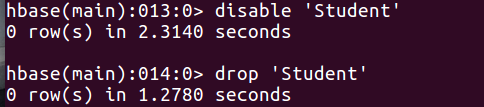 hbase(main):013:0> disable 'Student'
0 row(s) in 2.3140 seconds
hbase(main):014:0> drop 'Student'
0 row(s) in 1.2780 seconds